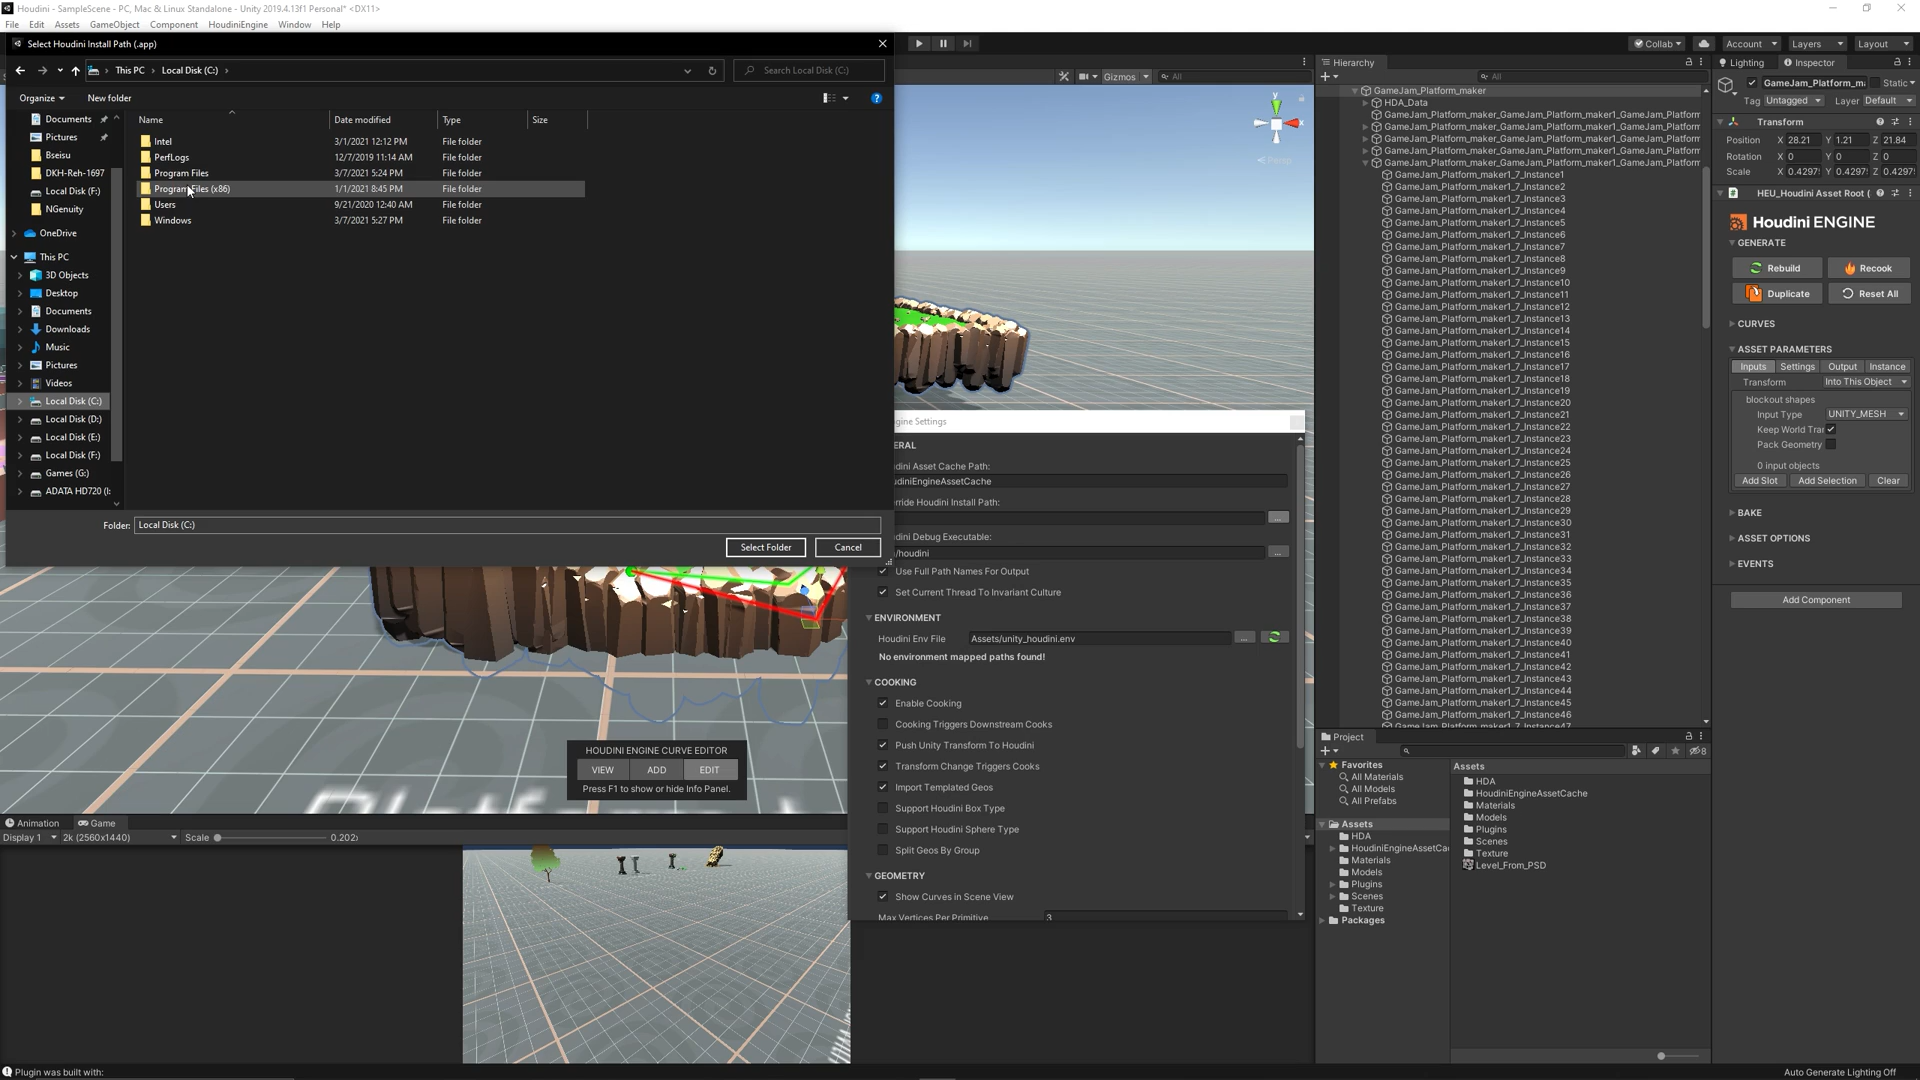 Houdini - SampleScene - PC, Mac & Linux Standalone - Unity 2019.4.13f1 Personal* <DX11>
File Edit Assets GameObject Component HoudiniEngine Window Help
Select Houdini Install Path (.app)
This PC > Local Disk (C:) >
Search Local Disk (C:)
Organize
New folder
Name Date modified Type Size
Intel 3/1/2021 12:12 PM File folder
PerfLogs 12/7/2019 11:14 AM File folder
Program Files 3/7/2021 5:24 PM File folder
Program Files (x86) 1/1/2021 8:45 PM File folder
Users 9/21/2020 12:40 AM File folder
Windows 3/7/2021 5:27 PM File folder
Documents
Pictures
Bseisu
DKH-Reh-1697
Local Disk (F:)
NGenuity
OneDrive
This PC
3D Objects
Desktop
Documents
Downloads
Music
Pictures
Videos
Local Disk (C:)
Local Disk (D:)
Local Disk (E:)
Local Disk (F:)
Games (G:)
ADATA HD720 (I:
Folder: Local Disk (C:)
Select Folder
Cancel
Collab
Account
Layers
Layout
Gizmos
All
y
x
Persp
gine Settings
ERAL
dini Asset Cache Path:
udiniEngineAssetCache
rride Houdini Install Path:
...
dini Debug Executable:
/houdini
...
Use Full Path Names For Output
Set Current Thread To Invariant Culture
ENVIRONMENT
Houdini Env File Assets/unity_houdini.env ...
No environment mapped paths found!
COOKING
Enable Cooking
Cooking Triggers Downstream Cooks
Push Unity Transform To Houdini
Transform Change Triggers Cooks
Import Templated Geos
Support Houdini Box Type
Support Houdini Sphere Type
Split Geos By Group
GEOMETRY
Show Curves in Scene View
Max Vertices Per Primitive 3
HOUDINI ENGINE CURVE EDITOR
VIEW ADD EDIT
Press F1 to show or hide Info Panel.
Animation Game
Display 1 2k (2560x1440) Scale 0.202
Hierarchy
All
GameJam_Platform_maker
HDA_Data
GameJam_Platform_maker_GameJam_Platform_maker1_GameJam_Platform
GameJam_Platform_maker_GameJam_Platform_maker1_GameJam_Platform
GameJam_Platform_maker_GameJam_Platform_maker1_GameJam_Platform
GameJam_Platform_maker_GameJam_Platform_maker1_GameJam_Platform
GameJam_Platform_maker_GameJam_Platform_maker1_GameJam_Platform
GameJam_Platform_maker1_7_Instance1
GameJam_Platform_maker1_7_Instance2
GameJam_Platform_maker1_7_Instance3
GameJam_Platform_maker1_7_Instance4
GameJam_Platform_maker1_7_Instance5
GameJam_Platform_maker1_7_Instance6
GameJam_Platform_maker1_7_Instance7
GameJam_Platform_maker1_7_Instance8
GameJam_Platform_maker1_7_Instance9
GameJam_Platform_maker1_7_Instance10
GameJam_Platform_maker1_7_Instance11
GameJam_Platform_maker1_7_Instance12
GameJam_Platform_maker1_7_Instance13
GameJam_Platform_maker1_7_Instance14
GameJam_Platform_maker1_7_Instance15
GameJam_Platform_maker1_7_Instance16
GameJam_Platform_maker1_7_Instance17
GameJam_Platform_maker1_7_Instance18
GameJam_Platform_maker1_7_Instance19
GameJam_Platform_maker1_7_Instance20
GameJam_Platform_maker1_7_Instance21
GameJam_Platform_maker1_7_Instance22
GameJam_Platform_maker1_7_Instance23
GameJam_Platform_maker1_7_Instance24
GameJam_Platform_maker1_7_Instance25
GameJam_Platform_maker1_7_Instance26
GameJam_Platform_maker1_7_Instance27
GameJam_Platform_maker1_7_Instance28
GameJam_Platform_maker1_7_Instance29
GameJam_Platform_maker1_7_Instance30
GameJam_Platform_maker1_7_Instance31
GameJam_Platform_maker1_7_Instance32
GameJam_Platform_maker1_7_Instance33
GameJam_Platform_maker1_7_Instance34
GameJam_Platform_maker1_7_Instance35
GameJam_Platform_maker1_7_Instance36
GameJam_Platform_maker1_7_Instance37
GameJam_Platform_maker1_7_Instance38
GameJam_Platform_maker1_7_Instance39
GameJam_Platform_maker1_7_Instance40
GameJam_Platform_maker1_7_Instance41
GameJam_Platform_maker1_7_Instance42
GameJam_Platform_maker1_7_Instance43
GameJam_Platform_maker1_7_Instance44
GameJam_Platform_maker1_7_Instance45
GameJam_Platform_maker1_7_Instance46
GameJam_Platform_maker1_7_Instance47
Project
8
Favorites
All Materials
All Models
All Prefabs
Assets
HDA
HoudiniEngineAssetCa
Materials
Models
Plugins
Scenes
Texture
Packages
Assets
HDA
HoudiniEngineAssetCache
Materials
Models
Plugins
Scenes
Texture
Level_From_PSD
Lighting Inspector
GameJam_Platform_m Static
Tag Untagged Layer Default
Transform
Position X 28.21 Y 1.21 Z 21.84
Rotation X 0 Y 0 Z 0
Scale X 0.4297 Y 0.4297 Z 0.4297
HEU_Houdini Asset Root (
Houdini ENGINE
GENERATE
Rebuild Recook
Duplicate Reset All
CURVES
ASSET PARAMETERS
Inputs Settings Output Instance
Transform Into This Object
blockout shapes
Input Type UNITY_MESH
Keep World Tra
Pack Geometry
0 input objects
Add Slot Add Selection Clear
BAKE
ASSET OPTIONS
EVENTS
Add Component
Plugin was built with:
Auto Generate Lighting Off